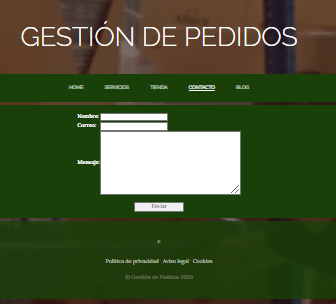 GESTIÓN DE PEDIDOS
HOME SERVICIOS TIENDA CONTACTO BLOG
Nombre:
Correo:
Mensaje:
Enviar
c
Política de privacidad Aviso legal Cookies
© Gestión de Pedidos 2020